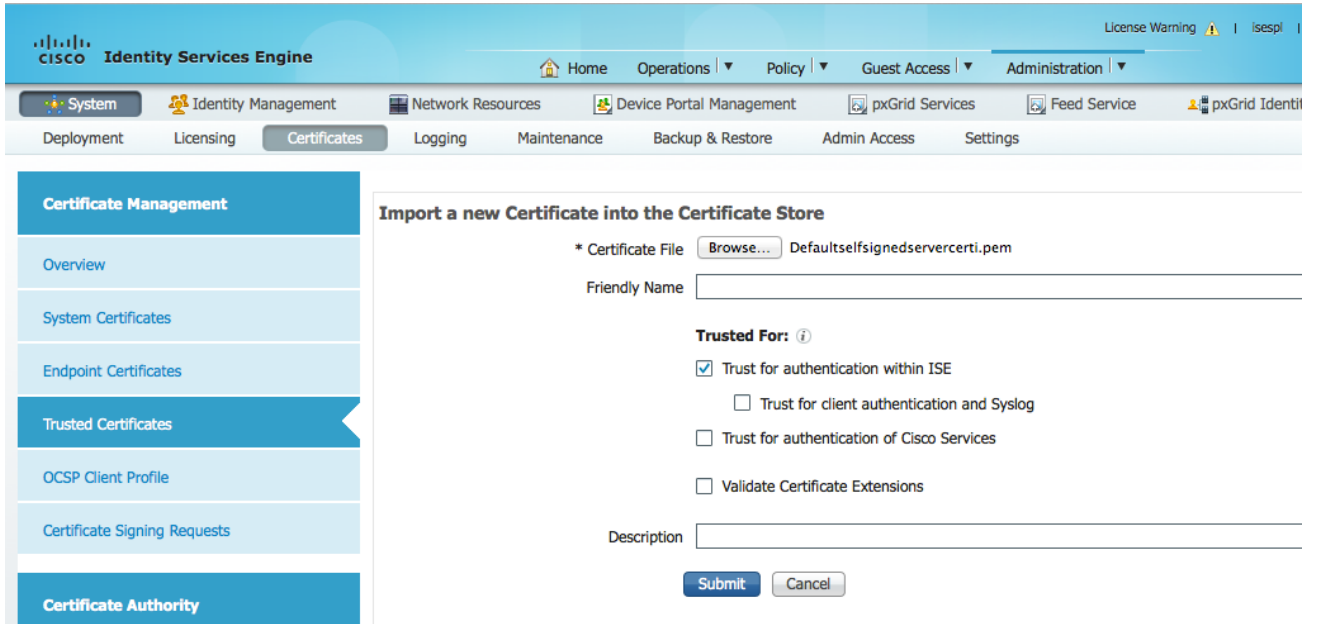 License Warning | isespl |
CISCO Identity Services Engine
Home Operations | Policy | Guest Access | Administration |
System Identity Management Network Resources Device Portal Management pxGrid Services Feed Service pxGrid Identit
Deployment Licensing Certificates Logging Maintenance Backup & Restore Admin Access Settings
Certificate Management
Overview
System Certificates
Endpoint Certificates
Trusted Certificates
OCSP Client Profile
Certificate Signing Requests
Certificate Authority
Import a new Certificate into the Certificate Store
* Certificate File Browse... Defaultselfsignedservercerti.pem
Friendly Name
Trusted For:
Trust for authentication within ISE
Trust for client authentication and Syslog
Trust for authentication of Cisco Services
Validate Certificate Extensions
Description
Submit Cancel